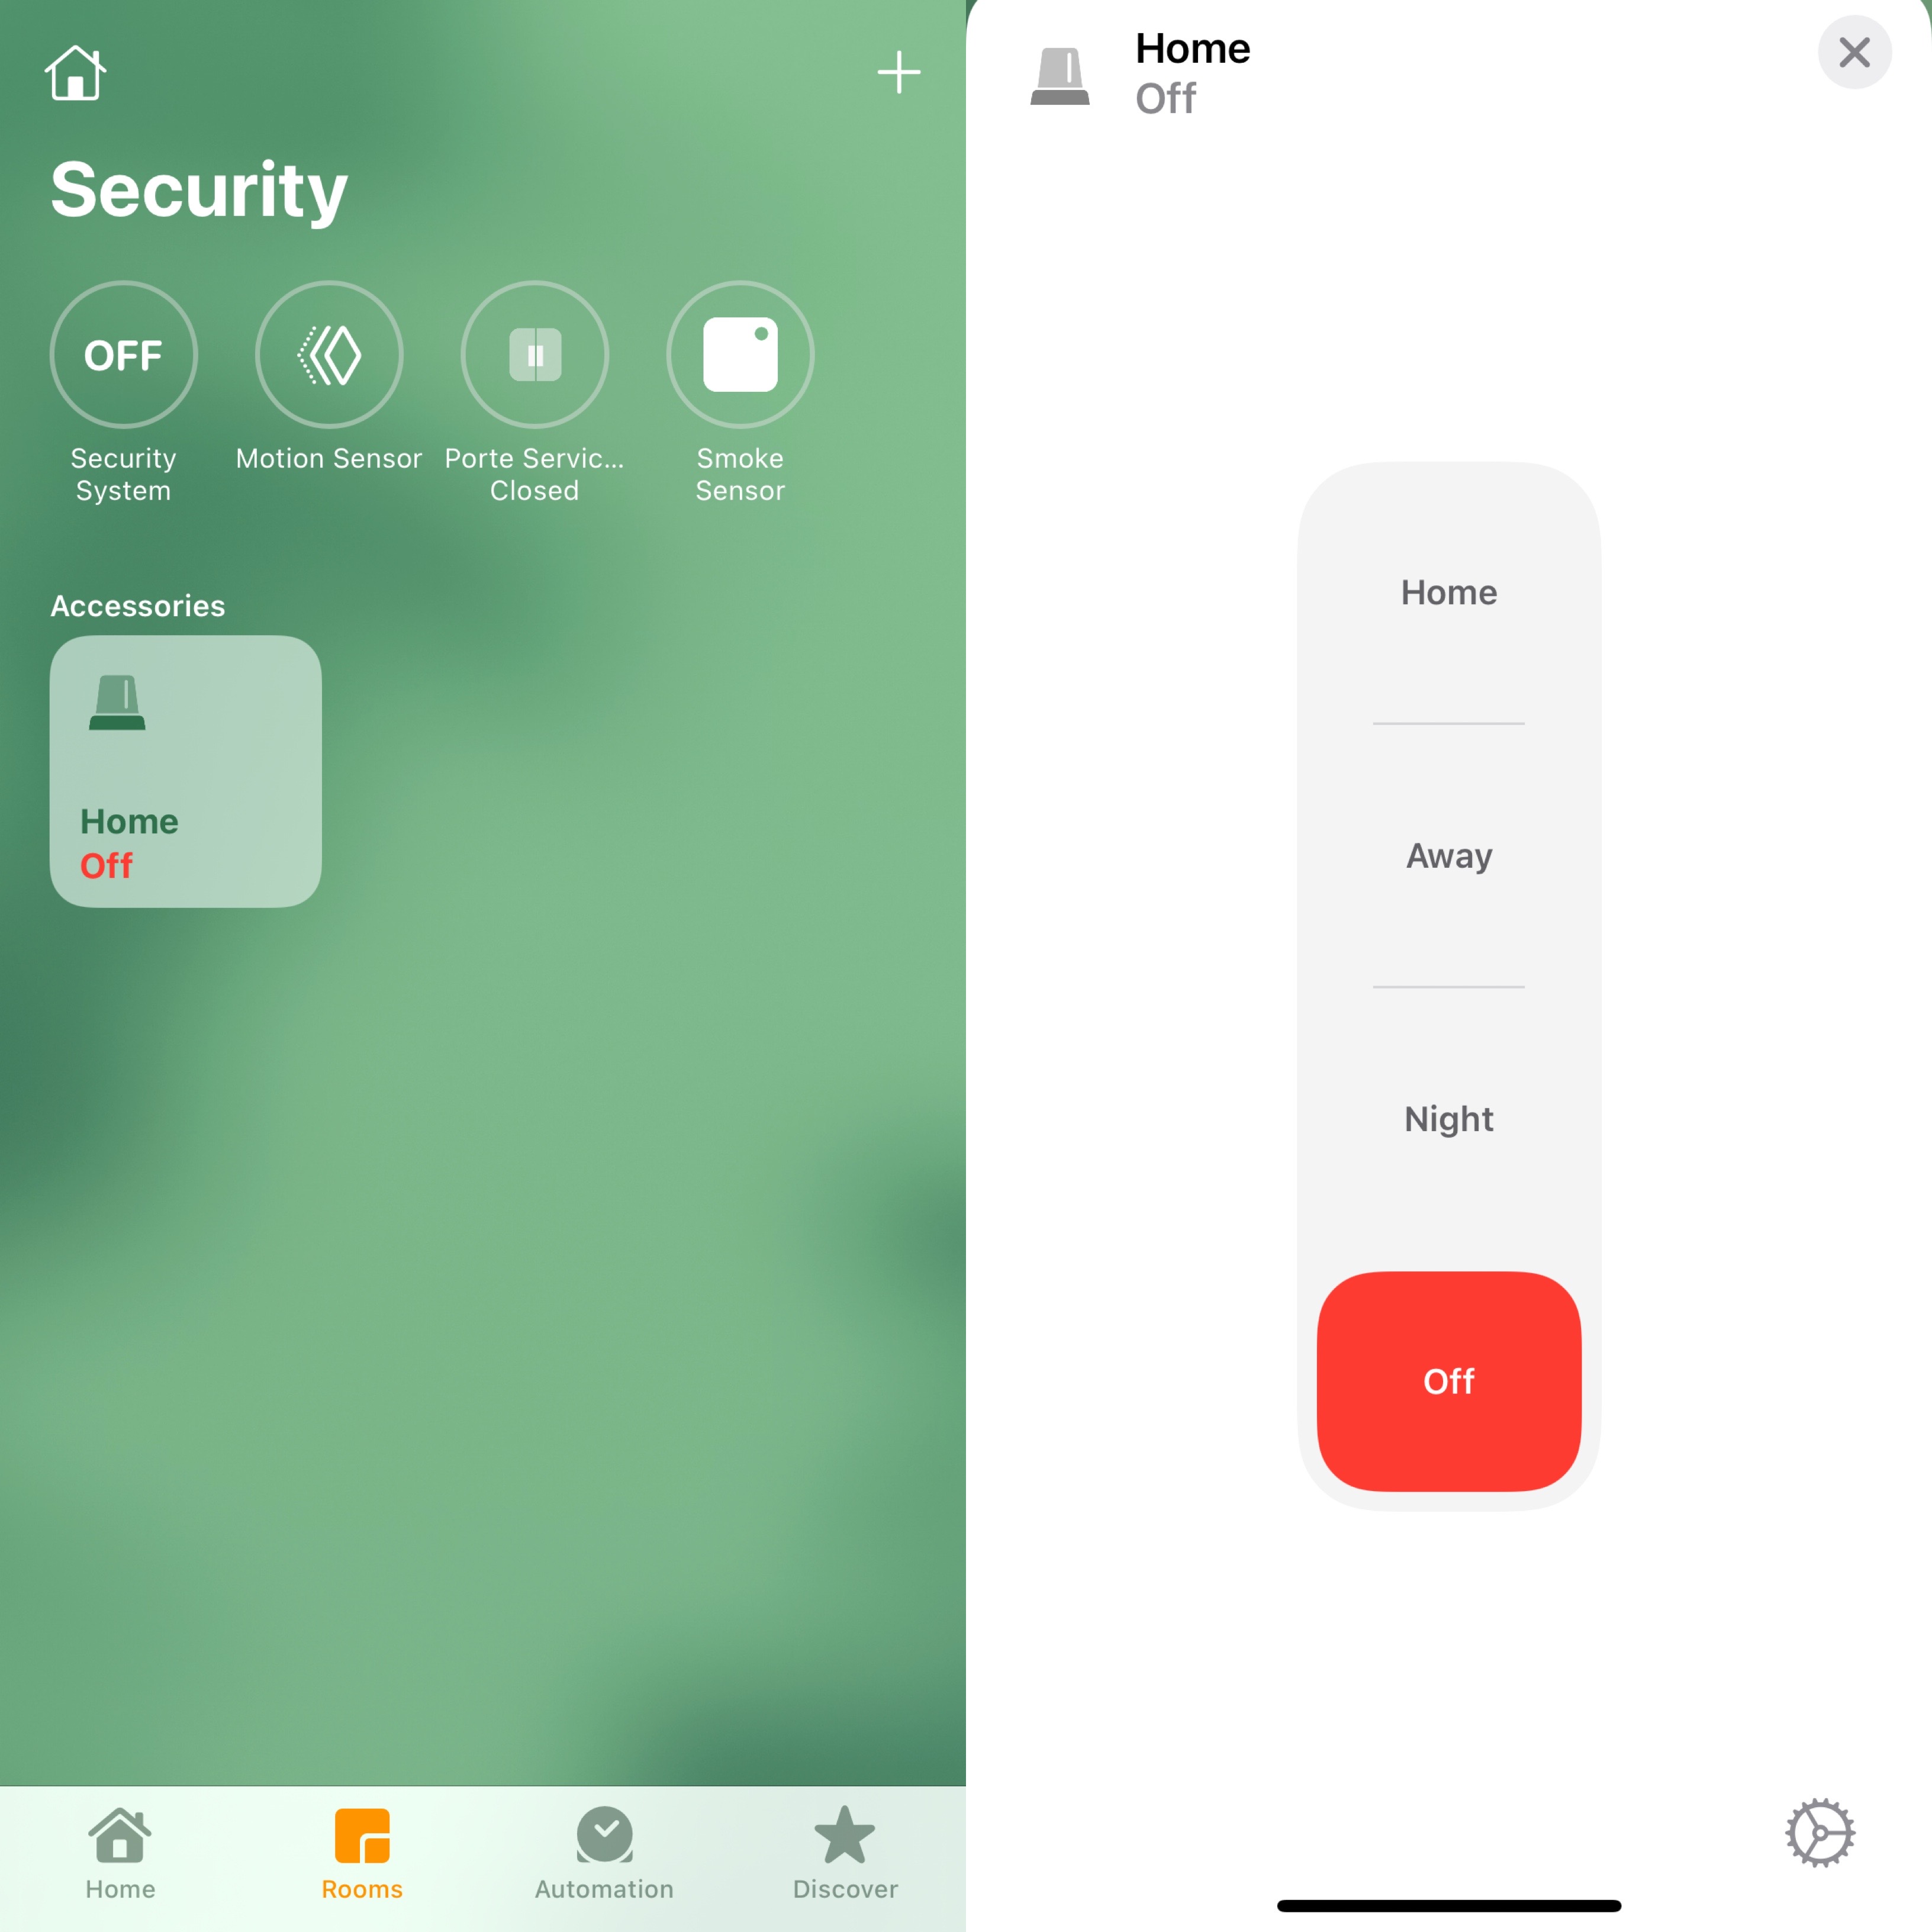 Security
OFF
Security
System
Motion Sensor
Porte Servic...
Closed
Smoke
Sensor
Accessories
Home
Off
Home
Rooms
Automation
Discover
Home
Off
Home
Away
Night
Off